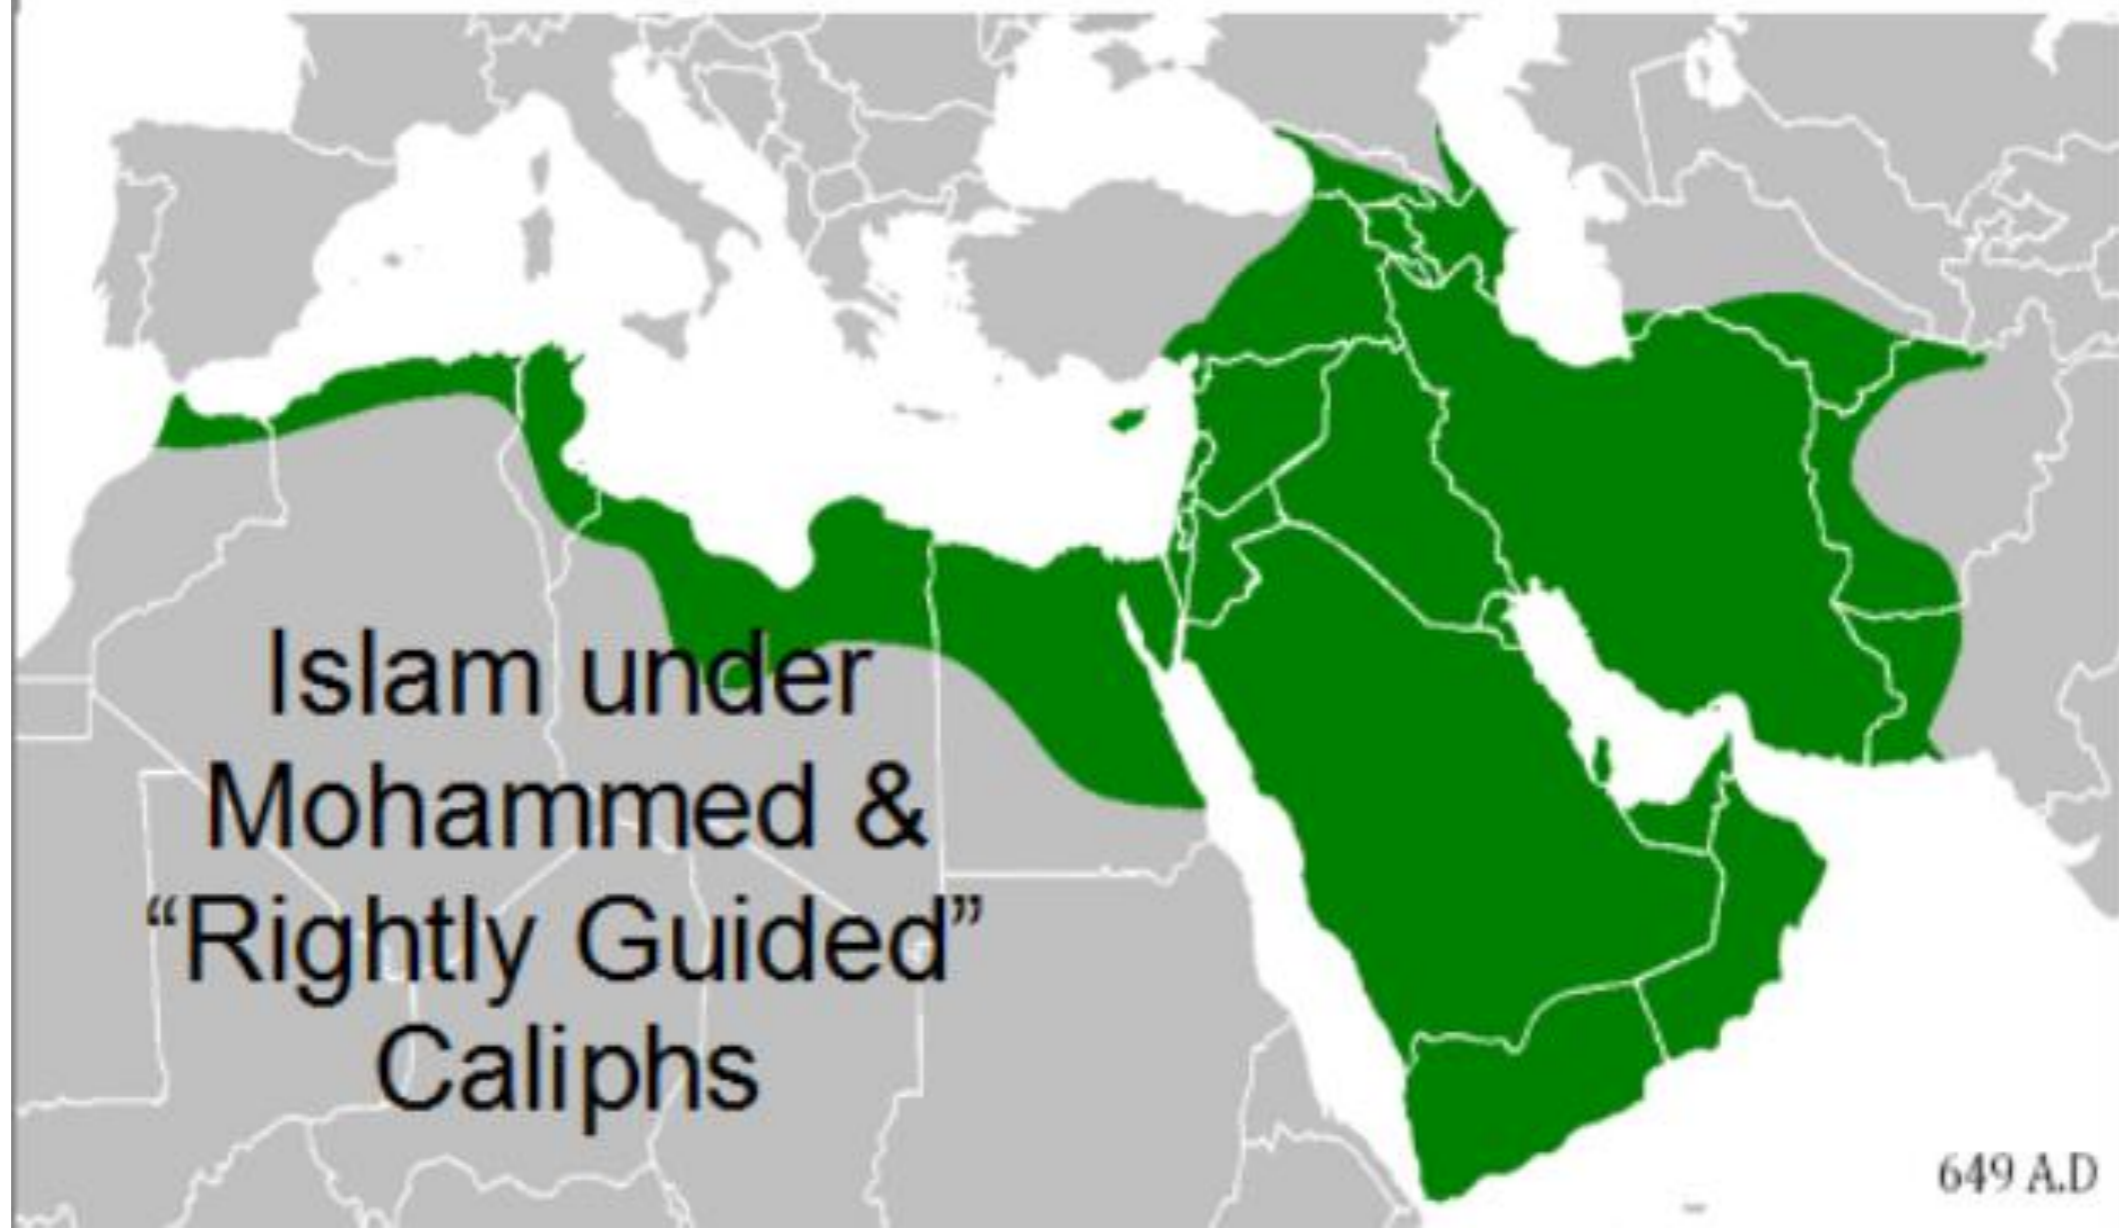 Islam under
Mohammed &
“Rightly Guided”
Caliphs
649 A.D